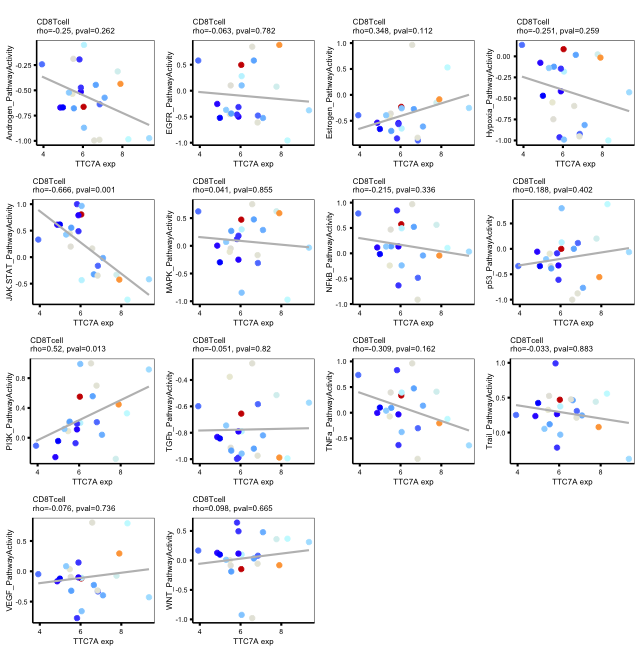 CD8Tcell
rho=-0.25, pval=0.262
Androgen_PathwayActivity
-0.25
-0.50
-0.75
-1.00
4
6
8
TTC7A exp
CD8Tcell
rho=-0.063, pval=0.782
EGFR_PathwayActivity
0.5
0.0
-0.5
-1.0
4
6
8
TTC7A exp
CD8Tcell
rho=0.348, pval=0.112
Estrogen_PathwayActivity
1.0
0.5
0.0
-0.5
4
6
8
TTC7A exp
CD8Tcell
rho=-0.251, pval=0.259
Hypoxia_PathwayActivity
0.00
-0.25
-0.50
-0.75
-1.00
4
6
8
TTC7A exp
CD8Tcell
rho=-0.666, pval=0.001
JAK-STAT_PathwayActivity
1.0
0.5
0.0
-0.5
4
6
8
TTC7A exp
CD8Tcell
rho=0.041, pval=0.855
MAPK_PathwayActivity
0.5
0.0
-0.5
-1.0
4
6
8
TTC7A exp
CD8Tcell
rho=-0.215, pval=0.336
NFkB_PathwayActivity
1.0
0.5
0.0
-0.5
-1.0
4
6
8
TTC7A exp
CD8Tcell
rho=0.188, pval=0.402
p53_PathwayActivity
1.0
0.5
0.0
-0.5
-1.0
4
6
8
TTC7A exp
CD8Tcell
rho=0.52, pval=0.013
PI3K_PathwayActivity
0.8
0.4
0.0
4
6
8
TTC7A exp
CD8Tcell
rho=-0.051, pval=0.82
TGFb_PathwayActivity
-0.4
-0.6
-0.8
-1.0
4
6
8
TTC7A exp
CD8Tcell
rho=-0.309, pval=0.162
TNFa_PathwayActivity
1.0
0.5
0.0
-0.5
4
6
8
TTC7A exp
CD8Tcell
rho=-0.033, pval=0.883
Trail_PathwayActivity
1.0
0.5
0.0
4
6
8
TTC7A exp
CD8Tcell
rho=-0.076, pval=0.736
VEGF_PathwayActivity
0.5
0.0
-0.5
4
6
8
TTC7A exp
CD8Tcell
rho=0.098, pval=0.665
WNT_PathwayActivity
0.5
0.0
-0.5
-1.0
4
6
8
TTC7A exp